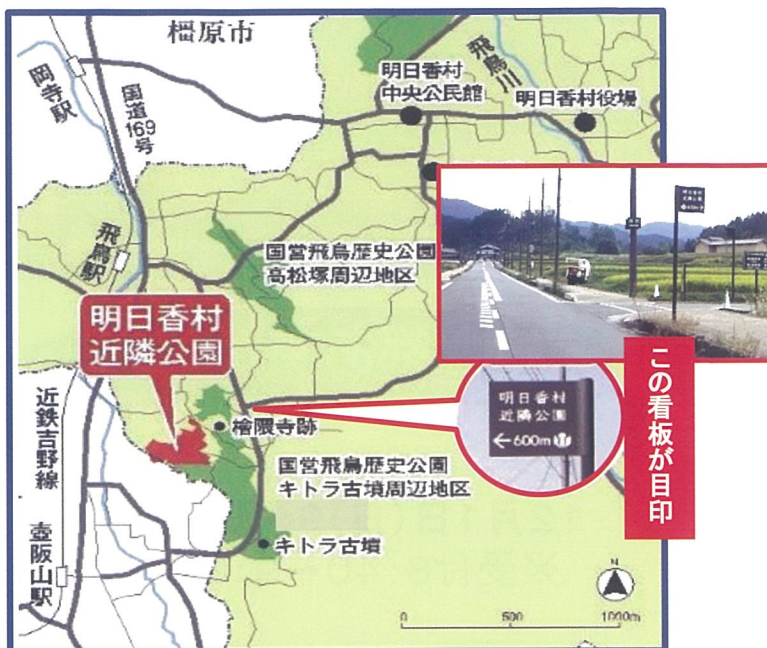 橿原市
岡寺駅
国道169号
飛鳥川
明日香村
中央公民館
明日香村役場
飛鳥駅
国営飛鳥歴史公園
高松塚周辺地区
明日香村
近隣公園
明日香村
近隣公園
←600m
この看板が目印
近鉄吉野線
檜隈寺跡
国営飛鳥歴史公園
キトラ古墳周辺地区
キトラ古墳
壺阪山駅
N
0 500 1000m